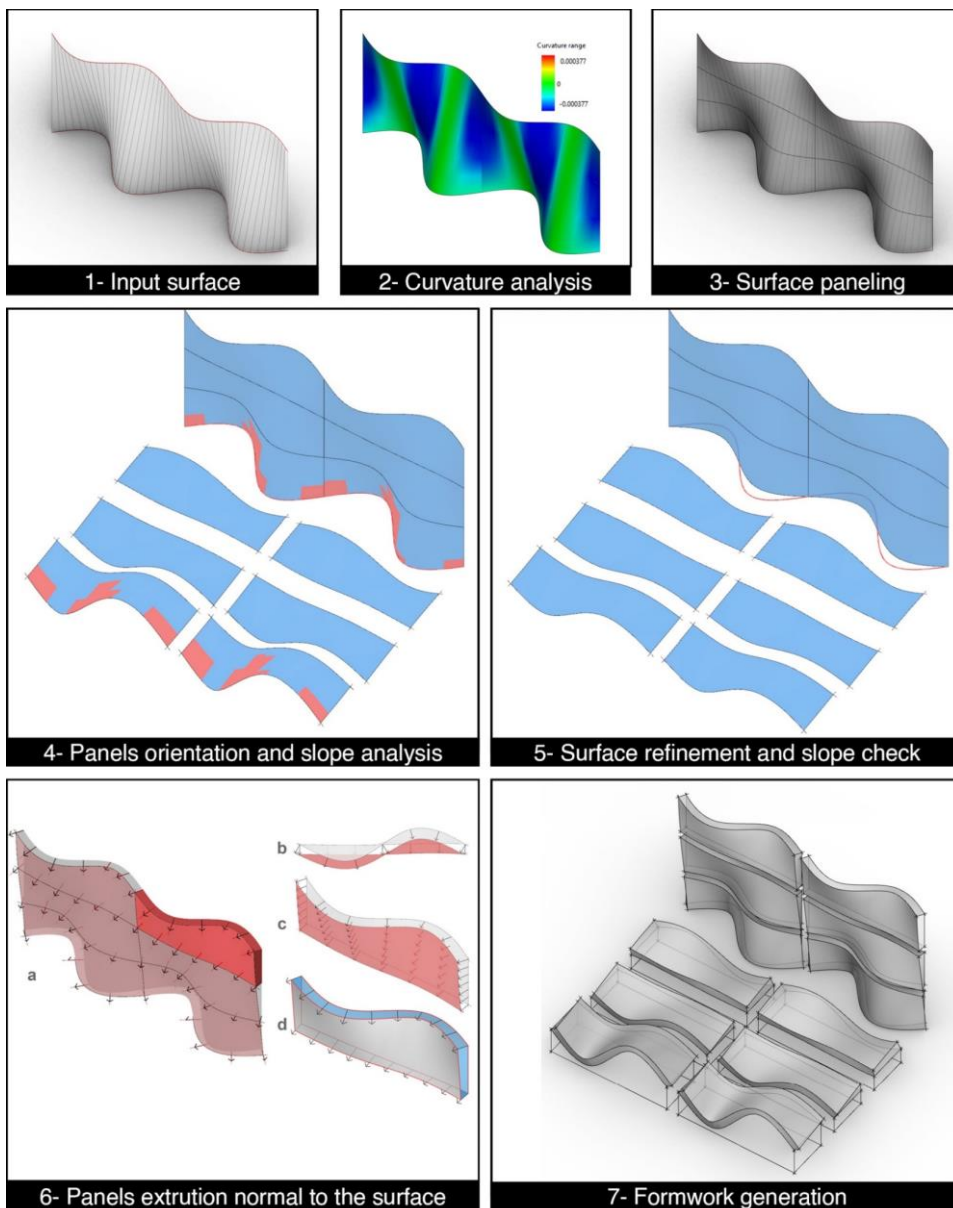 Curvature range
0.000377
0
-0.000377
1- Input surface
2- Curvature analysis
3- Surface paneling
4- Panels orientation and slope analysis
5- Surface refinement and slope check
a
b
c
d
6- Panels extrution normal to the surface
7- Formwork generation